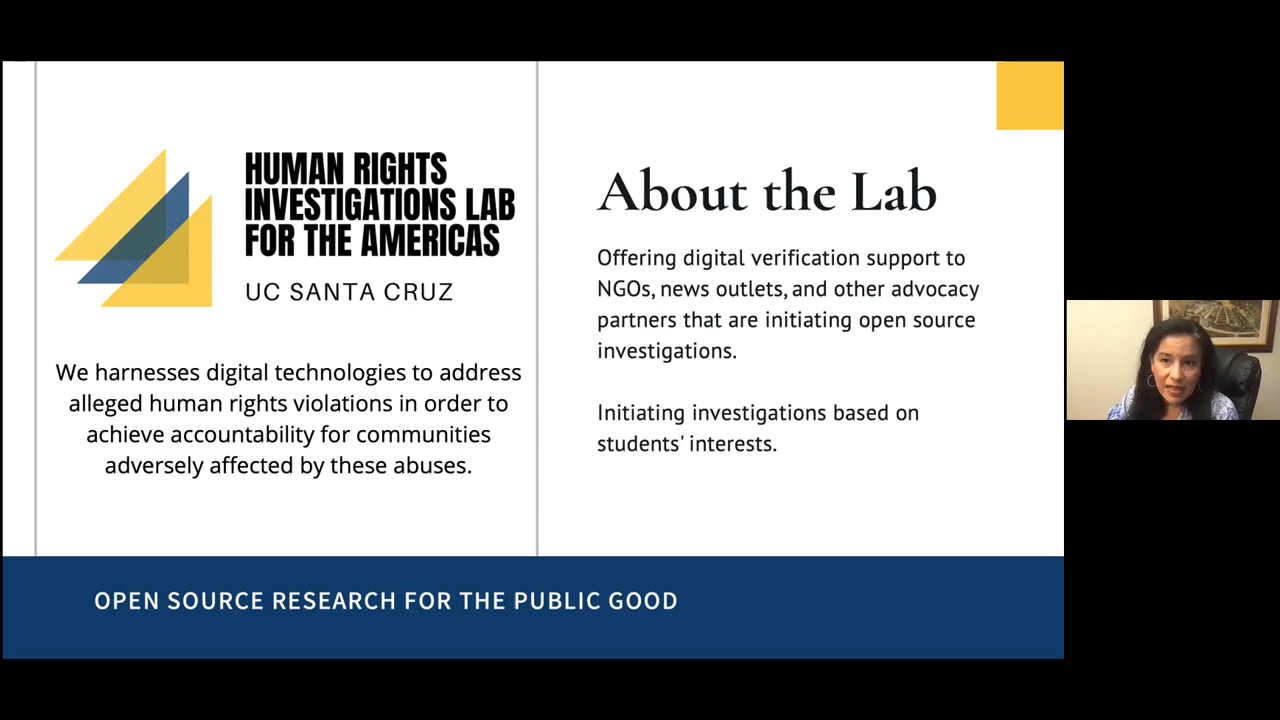 HUMAN RIGHTS
INVESTIGATIONS LAB
FOR THE AMERICAS
UC SANTA CRUZ
We harnesses digital technologies to address
alleged human rights violations in order to
achieve accountability for communities
adversely affected by these abuses.
About the Lab
Offering digital verification support to
NGOs, news outlets, and other advocacy
partners that are initiating open source
investigations.
Initiating investigations based on
students' interests.
OPEN SOURCE RESEARCH FOR THE PUBLIC GOOD